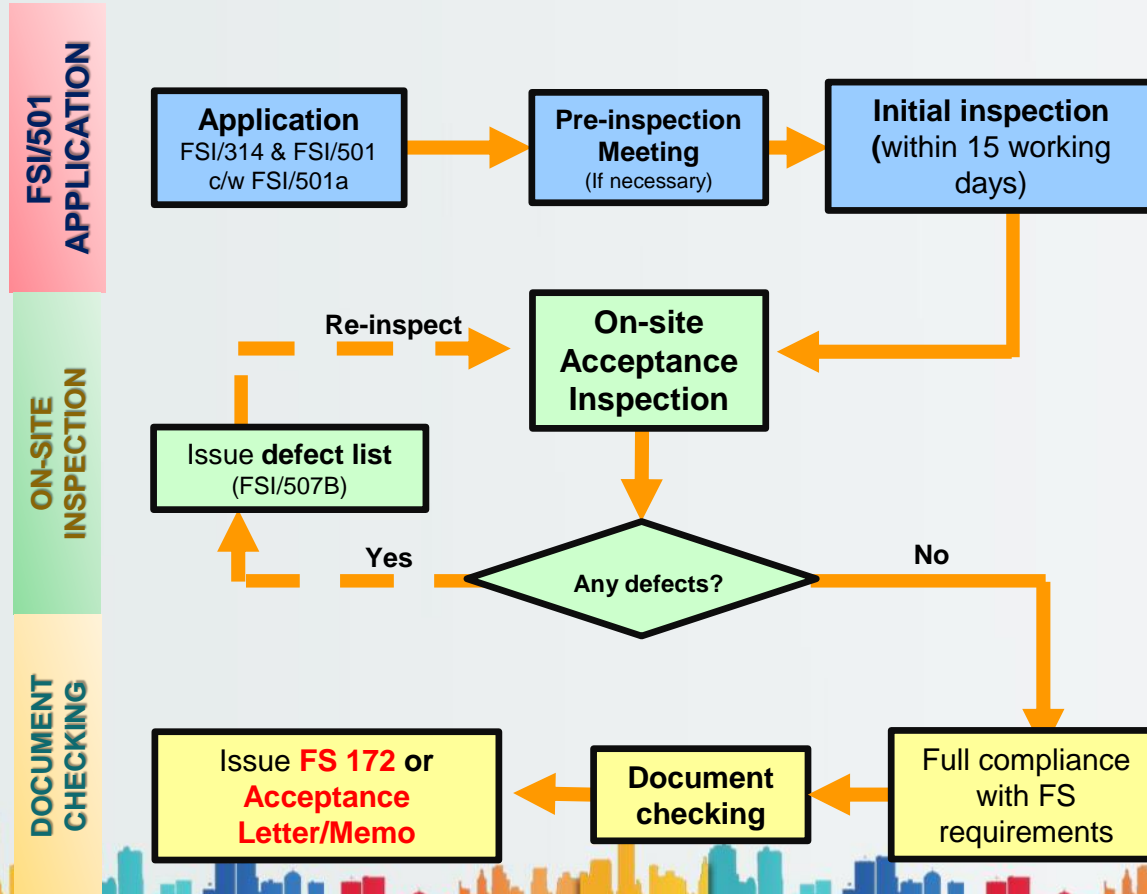 FSI/501
APPLICATION
Application
FSI/314 & FSI/501
c/w FSI/501a
Pre-inspection
Meeting
(If necessary)
Initial inspection
(within 15 working
days)
ON-SITE
INSPECTION
Re-inspect
On-site
Acceptance
Inspection
Issue defect list
(FSI/507B)
Yes
Any defects?
No
DOCUMENT
CHECKING
Issue FS 172 or
Acceptance
Letter/Memo
Document
checking
Full compliance
with FS
requirements